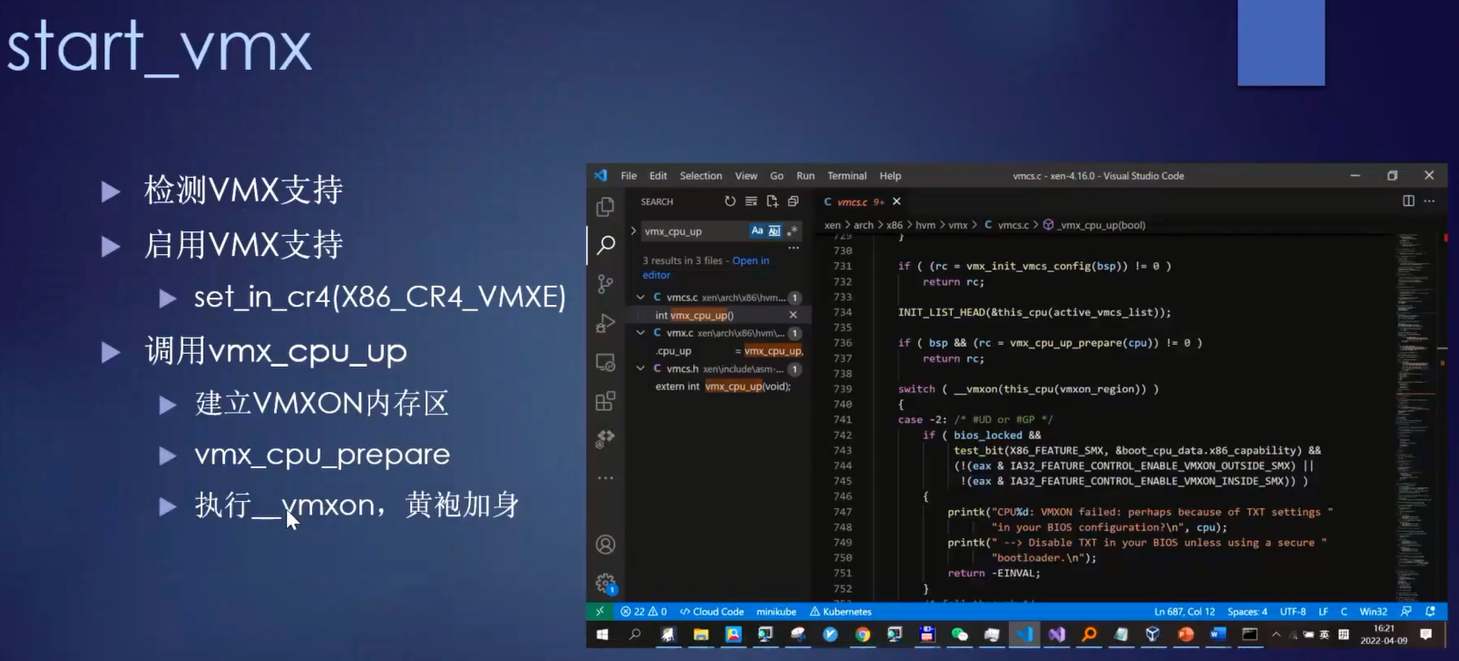 start_vmx
检测VMX支持
启用VMX支持
set_in_cr4(X86_CR4_VMXE)
调用vmx_cpu_up
建立VMXON内存区
vmx_cpu_prepare
执行__vmxon，黄袍加身
File Edit Selection View Go Run Terminal Help
vmcs.c - xen-4.16.0 - Visual Studio Code
SEARCH
vmx_cpu_up
3 results in 3 files - Open in
editor
vmcs.c xen\arch\x86\hvm... 1
int vmx_cpu_up()
vmx.c xen\arch\x86\hvm\... 1
.cpu_up = vmx_cpu_up,
vmcs.h xen\include\asm-... 1
extern int vmx_cpu_up(void);
vmcs.c 9+
xen > arch > x86 > hvm > vmx > C vmcs.c > _vmx_cpu_up(bool)
729 }
730
731 if ( (rc = vmx_init_vmcs_config(bsp)) != 0 )
732 return rc;
733
734 INIT_LIST_HEAD(&this_cpu(active_vmcs_list));
735
736 if ( bsp && (rc = vmx_cpu_up_prepare(cpu)) != 0 )
737 return rc;
738
739 switch ( __vmxon(this_cpu(vmxon_region)) )
740 {
741 case -2: /* #UD or #GP */
742 if ( bios_locked &&
743 test_bit(X86_FEATURE_SMX, &boot_cpu_data.x86_capability) &&
744 (!(eax & IA32_FEATURE_CONTROL_ENABLE_VMXON_OUTSIDE_SMX) ||
745 !(eax & IA32_FEATURE_CONTROL_ENABLE_VMXON_INSIDE_SMX)) )
746 {
747 printk("CPU%d: VMXON failed: perhaps because of TXT settings "
748 "in your BIOS configuration?\n", cpu);
749 printk(" --> Disable TXT in your BIOS unless using a secure "
750 "bootloader.\n");
751 return -EINVAL;
752 }
22 0 Cloud Code minikube Kubernetes
Ln 687, Col 12 Spaces: 4 UTF-8 LF C Win32
英
16:21
2022-04-09